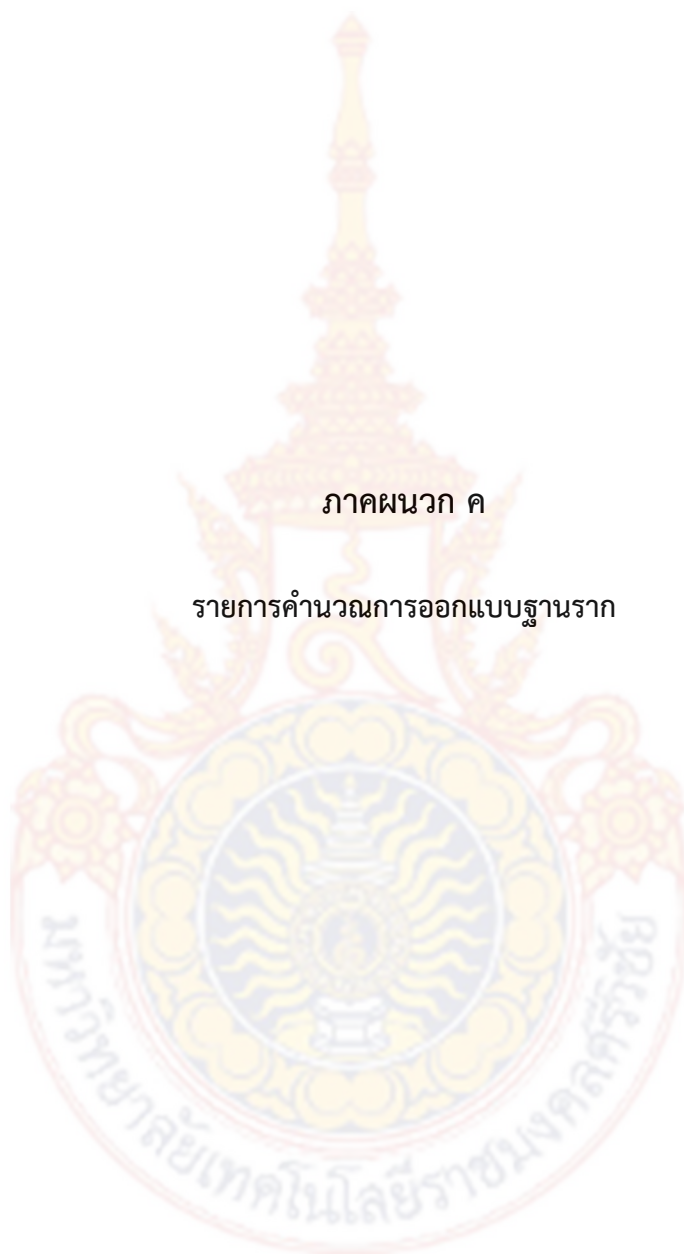 ภาคผนวก ค
รายการคำนวณการออกแบบฐานราก
มหาวิทยาลัยเทคโนโลยีราชมงคลศรีวิชัย